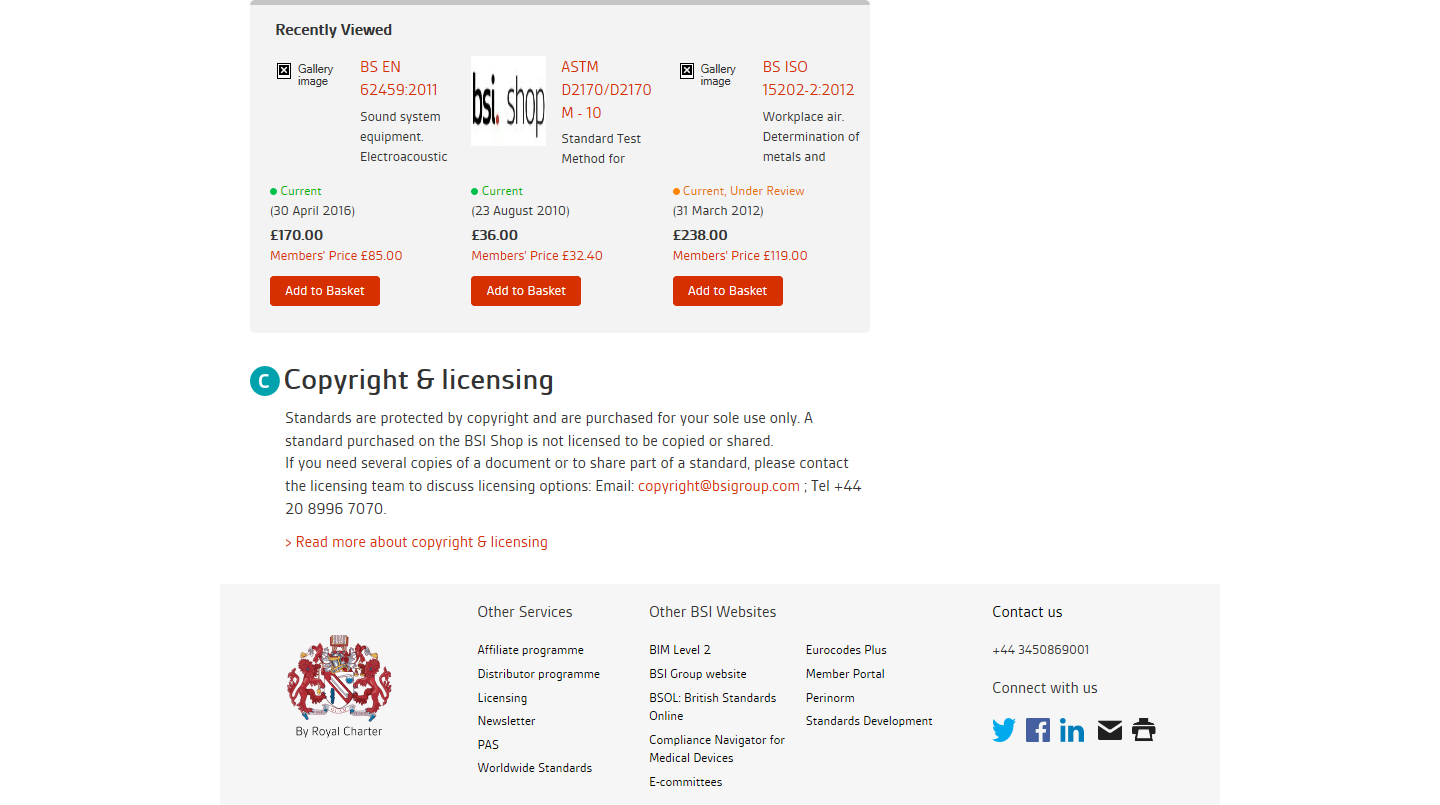 Recently Viewed
Gallery
image
BS EN
62459:2011
Sound system
equipment.
Electroacoustic
bsi. shop
ASTM
D2170/D2170
M - 10
Standard Test
Method for
Gallery
image
BS ISO
15202-2:2012
Workplace air.
Determination of
metals and
Current
(30 April 2016)
£170.00
Members' Price £85.00
Add to Basket
Current
(23 August 2010)
£36.00
Members' Price £32.40
Add to Basket
Current, Under Review
(31 March 2012)
£238.00
Members' Price £119.00
Add to Basket
C Copyright & licensing
Standards are protected by copyright and are purchased for your sole use only. A
standard purchased on the BSI Shop is not licensed to be copied or shared.
If you need several copies of a document or to share part of a standard, please contact
the licensing team to discuss licensing options: Email: copyright@bsigroup.com ; Tel +44
20 8996 7070.
> Read more about copyright & licensing
By Royal Charter
Other Services
Affiliate programme
Distributor programme
Licensing
Newsletter
PAS
Worldwide Standards
Other BSI Websites
BIM Level 2
BSI Group website
BSOL: British Standards
Online
Compliance Navigator for
Medical Devices
E-committees
Eurocodes Plus
Member Portal
Perinorm
Standards Development
Contact us
+44 3450869001
Connect with us